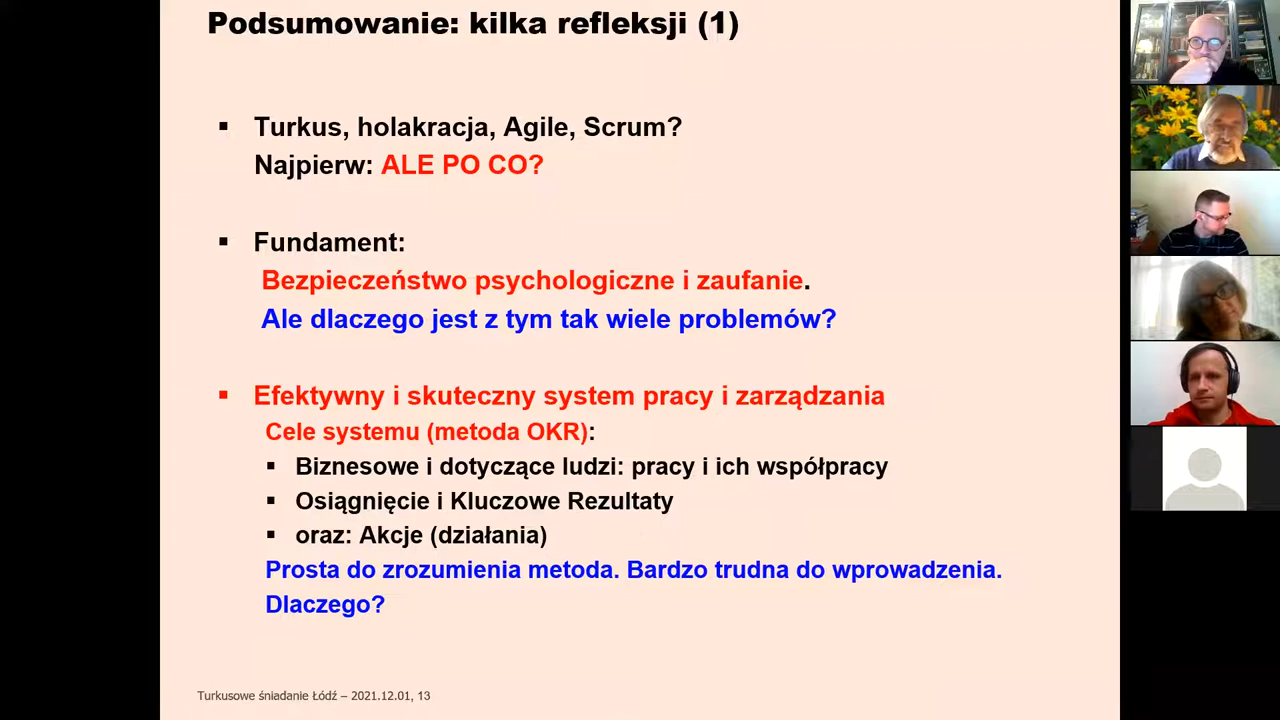 Podsumowanie: kilka refleksji (1)
▪ Turkus, holakracja, Agile, Scrum?
Najpierw: ALE PO CO?
▪ Fundament:
Bezpieczeństwo psychologiczne i zaufanie.
Ale dlaczego jest z tym tak wiele problemów?
▪ Efektywny i skuteczny system pracy i zarządzania
Cele systemu (metoda OKR):
▪ Biznesowe i dotyczące ludzi: pracy i ich współpracy
▪ Osiągnięcie i Kluczowe Rezultaty
▪ oraz: Akcje (działania)
Prosta do zrozumienia metoda. Bardzo trudna do wprowadzenia.
Dlaczego?
Turkusowe śniadanie Łódź – 2021.12.01, 13